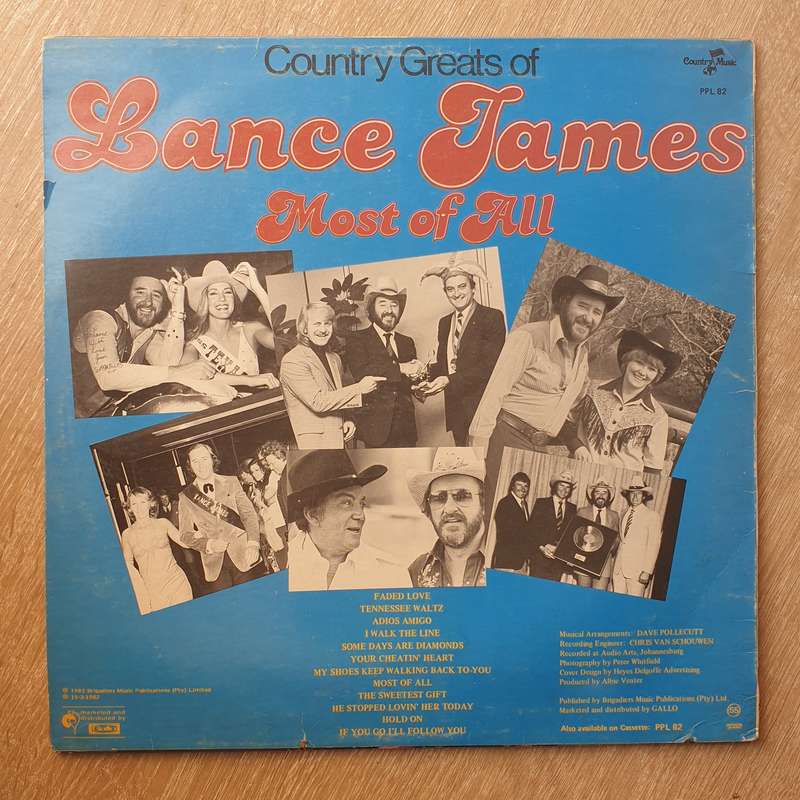 Country Greats of
Country Music
PPL 82
Lance James
Most of All
FADED LOVE
TENNESSEE WALTZ
ADIOS AMIGO
I WALK THE LINE
SOME DAYS ARE DIAMONDS
YOUR CHEATIN' HEART
MY SHOES KEEP WALKING BACK TO-YOU
MOST OF ALL
THE SWEETEST GIFT
HE STOPPED LOVIN' HER TODAY
HOLD ON
IF YOU GO I'LL FOLLOW YOU
Musical Arrangements: DAVE POLLECUTT
Recording Engineer: CHRIS VAN SCHOUWEN
Recorded at Audio Arts, Johannesburg
Photography by Peter Whitfield
Cover Design by Heyes Delgoffe Advertising
Produced by Albie Venter
Published by Brigadiers Music Publications (Pty) Ltd
Marketed and distributed by GALLO
Also available on Cassette: PPL 82
Brigadiers Music Publications (Pty) Limited
marketed and
distributed by
Gallo